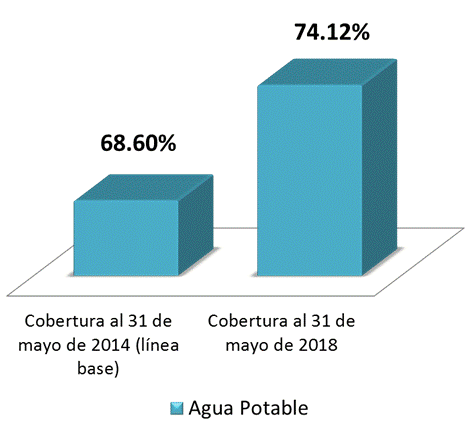 74.12%
68.60%
Cobertura al 31 de
mayo de 2014 (línea
base)
Cobertura al 31 de
mayo de 2018
Agua Potable